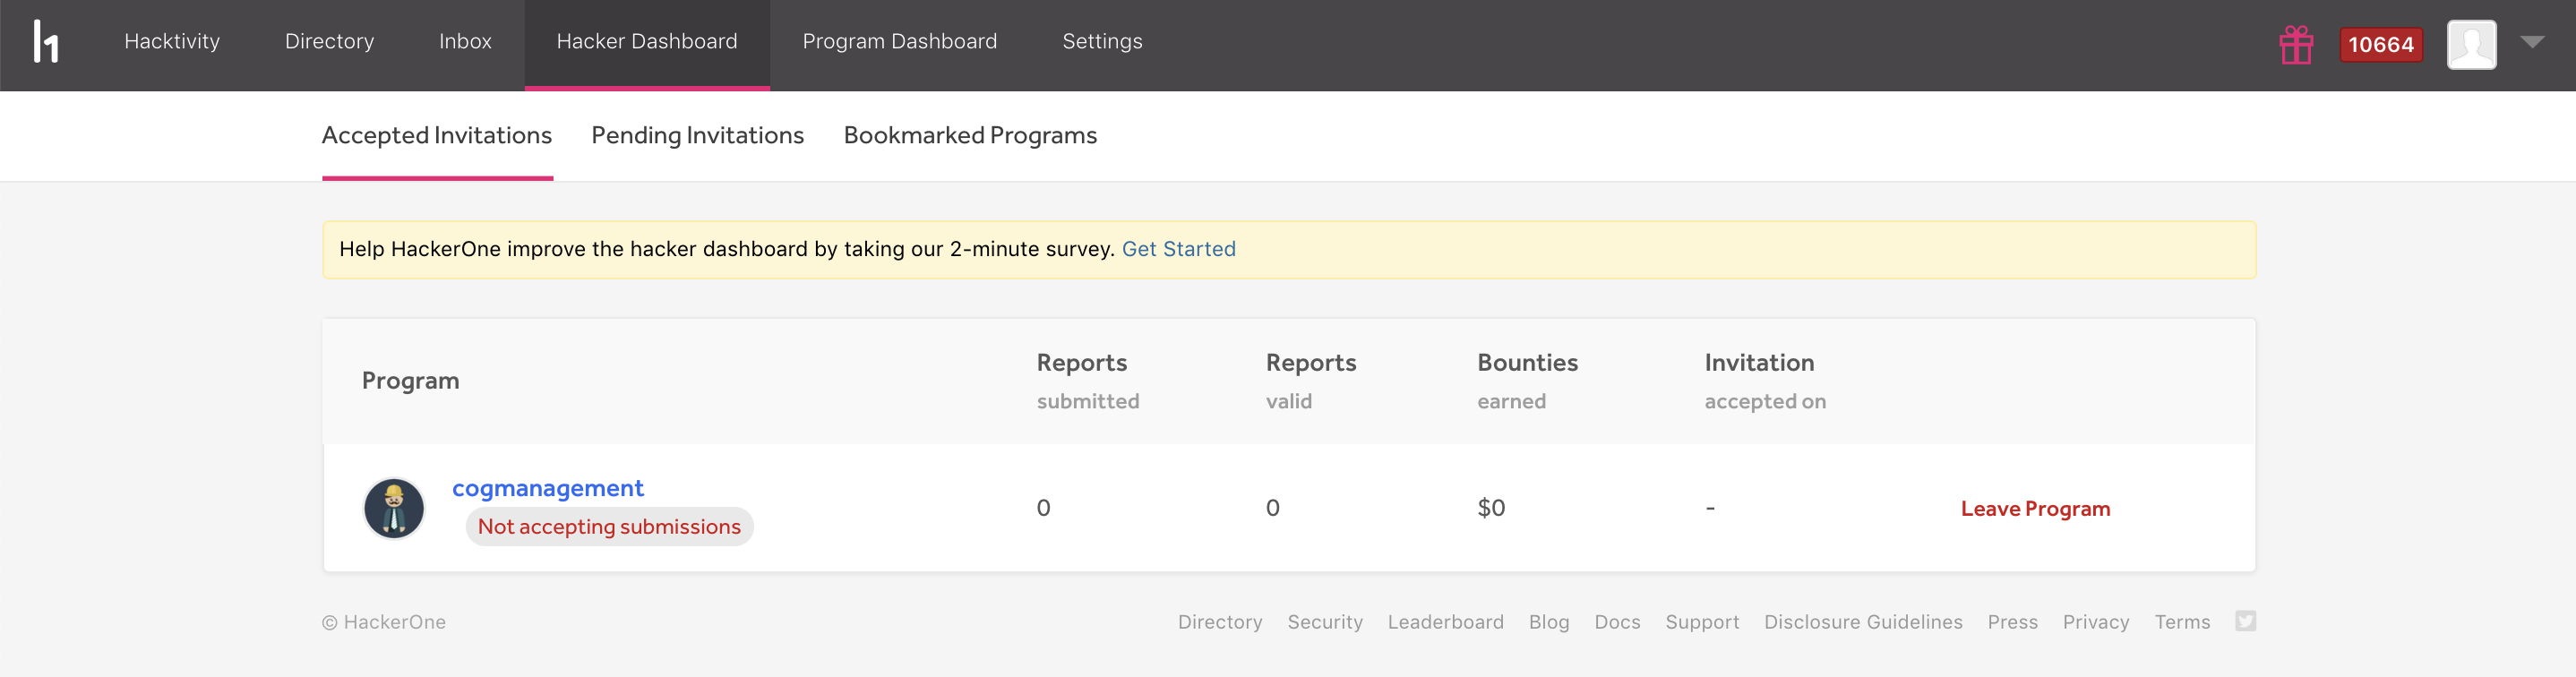 Hacktivity Directory Inbox Hacker Dashboard Program Dashboard Settings 10664
Accepted Invitations Pending Invitations Bookmarked Programs
Help HackerOne improve the hacker dashboard by taking our 2-minute survey. Get Started
Program Reports submitted Reports valid Bounties earned Invitation accepted on
cogmanagement
Not accepting submissions
0 0 $0 - Leave Program
© HackerOne Directory Security Leaderboard Blog Docs Support Disclosure Guidelines Press Privacy Terms